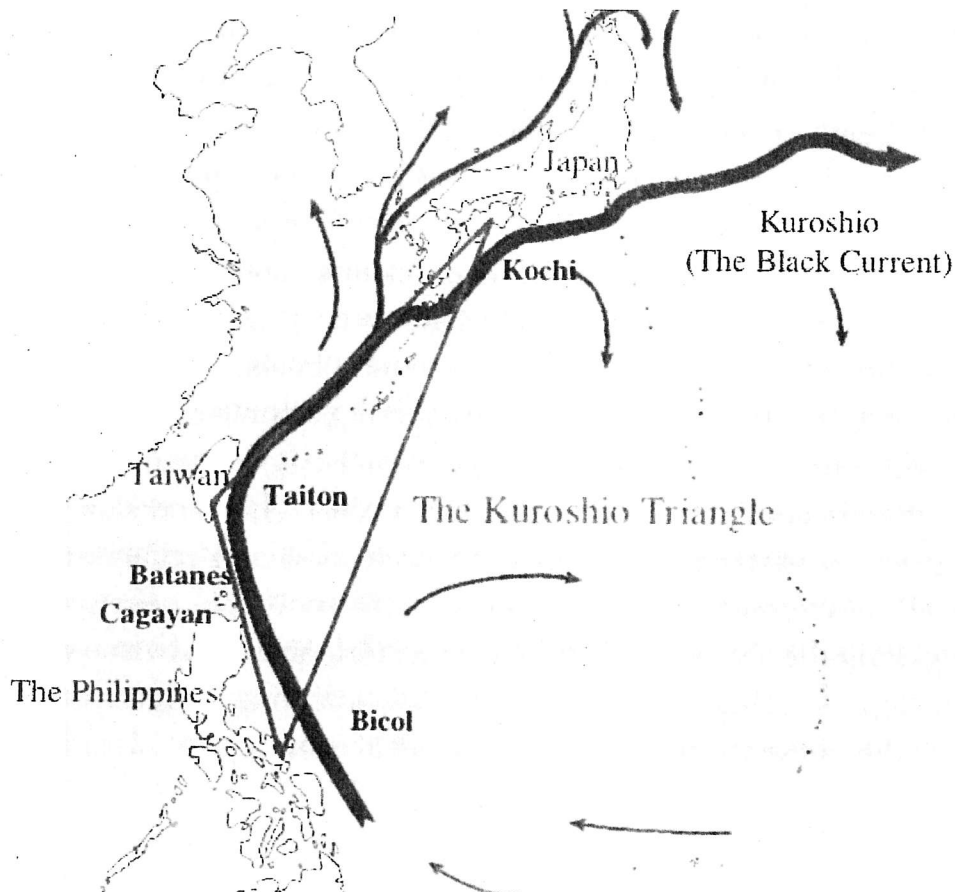 Japan
Kuroshio
(The Black Current)
Kochi
Taiwan
Taiton
The Kuroshio Triangle
Batanes
Cagayan
The Philippines
Bicol